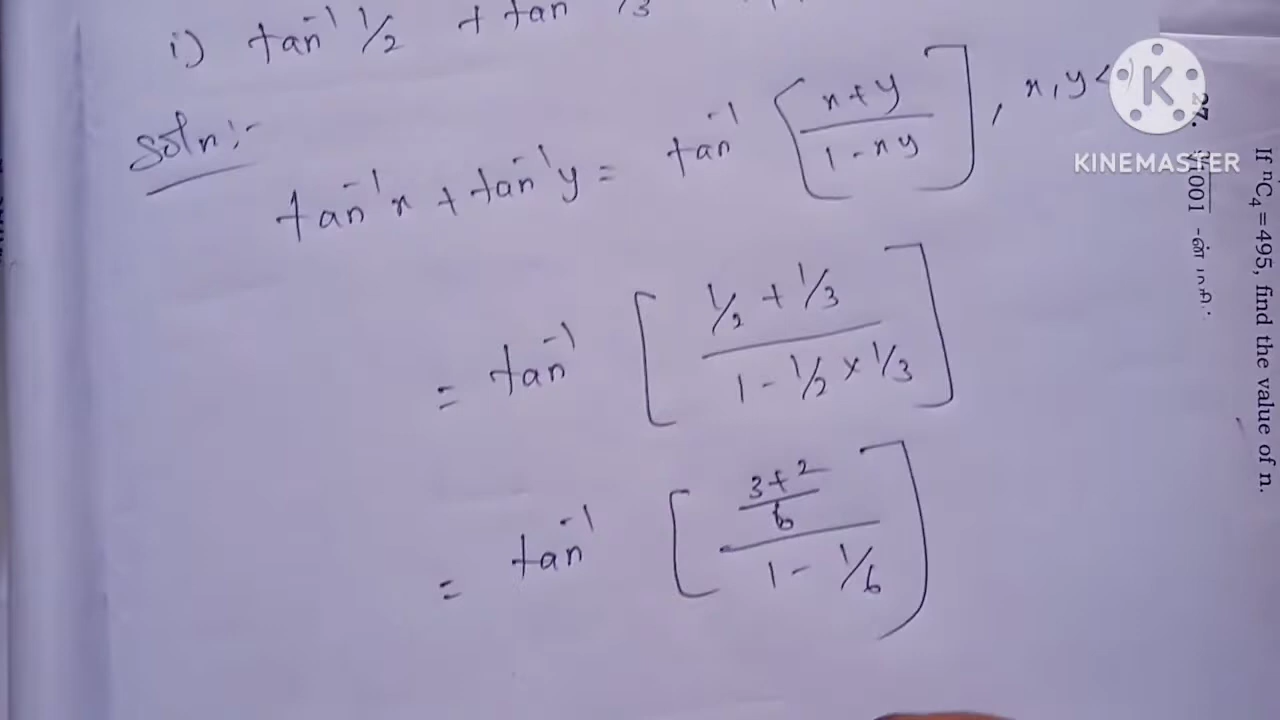 i) tan⁻¹ 1/2 + tan 1/3
Soln:-
tan⁻¹x + tan⁻¹y = tan⁻¹ [(x+y)/(1-xy)], x,y<
= tan⁻¹ [(1/2 + 1/3)/(1 - 1/2 × 1/3)]
= tan⁻¹ [((3+2)/6)/(1 - 1/6)]
K
KINEMASTER
27. 1001 -ன்
If ⁿC₄ = 495, find the value of n.